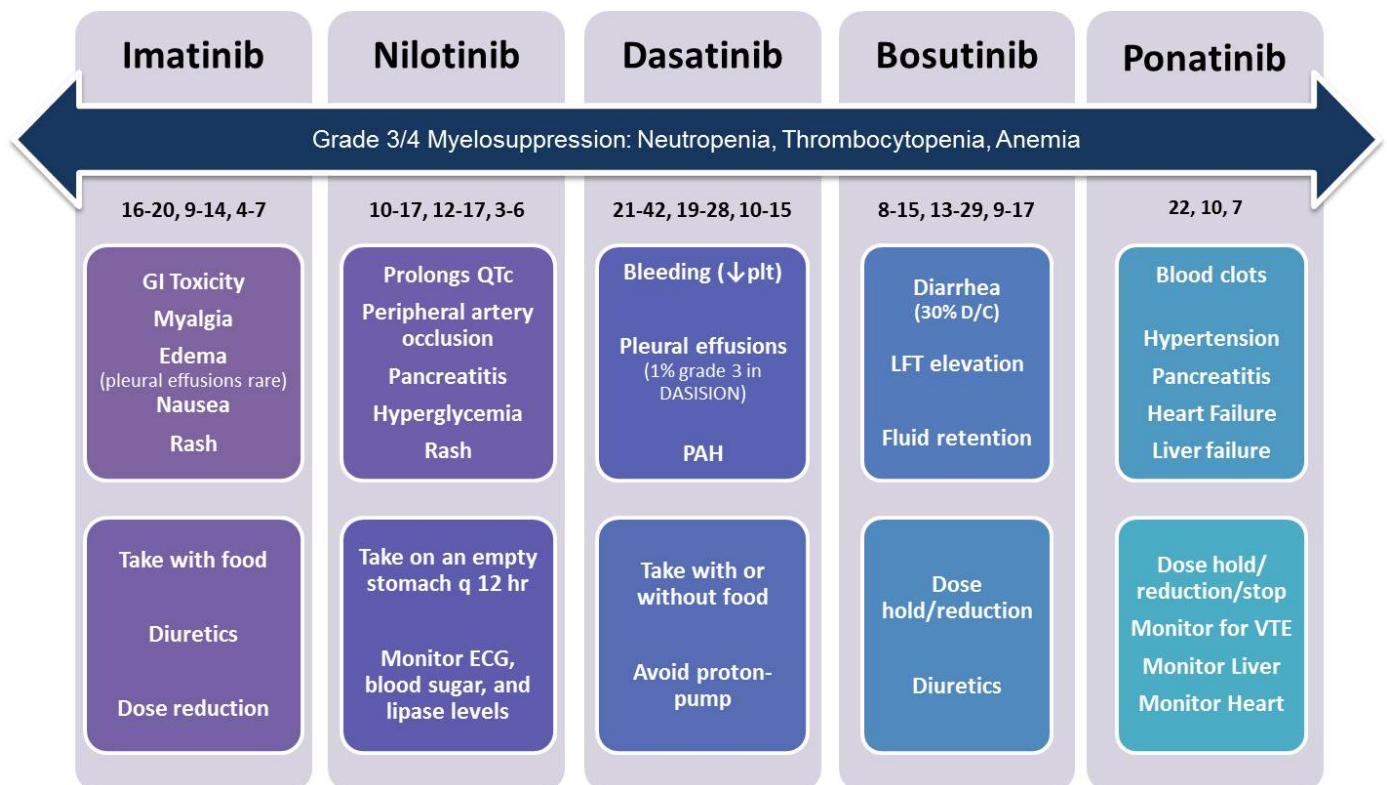 Imatinib
Nilotinib
Dasatinib
Bosutinib
Ponatinib
Grade 3/4 Myelosuppression: Neutropenia, Thrombocytopenia, Anemia
16-20, 9-14, 4-7
10-17, 12-17, 3-6
21-42, 19-28, 10-15
8-15, 13-29, 9-17
22, 10, 7
GI Toxicity
Myalgia
Edema
(pleural effusions rare)
Nausea
Rash
Prolongs QTc
Peripheral artery
occlusion
Pancreatitis
Hyperglycemia
Rash
Bleeding (↓plt)
Pleural effusions
(1% grade 3 in
DASISION)
PAH
Diarrhea
(30% D/C)
LFT elevation
Fluid retention
Blood clots
Hypertension
Pancreatitis
Heart Failure
Liver failure
Take with food
Diuretics
Dose reduction
Take on an empty
stomach q 12 hr
Monitor ECG,
blood sugar, and
lipase levels
Take with or
without food
Avoid proton-
pump
Dose
hold/reduction
Diuretics
Dose hold/
reduction/stop
Monitor for VTE
Monitor Liver
Monitor Heart